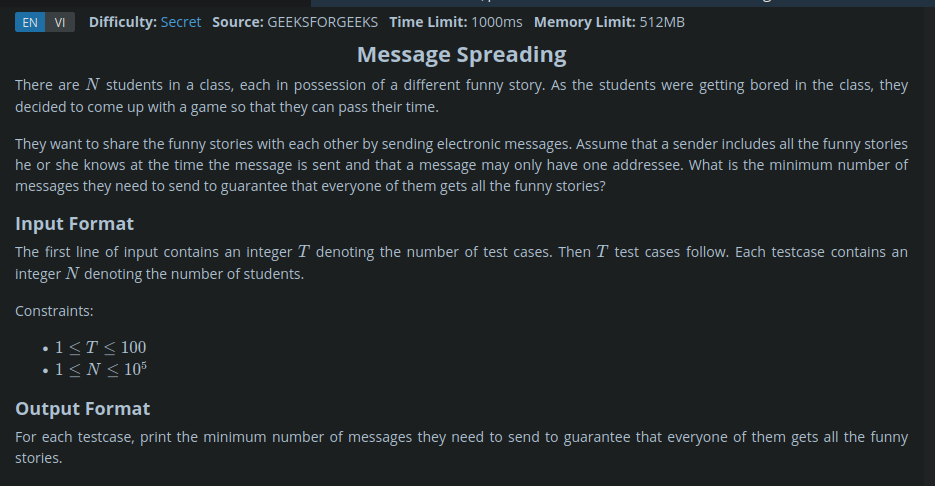 EN VI Difficulty: Secret Source: GEEKSFORGEEKS Time Limit: 1000ms Memory Limit: 512MB
Message Spreading
There are N students in a class, each in possession of a different funny story. As the students were getting bored in the class, they
decided to come up with a game so that they can pass their time.
They want to share the funny stories with each other by sending electronic messages. Assume that a sender includes all the funny stories
he or she knows at the time the message is sent and that a message may only have one addressee. What is the minimum number of
messages they need to send to guarantee that everyone of them gets all the funny stories?
Input Format
The first line of input contains an integer T denoting the number of test cases. Then T test cases follow. Each testcase contains an
integer N denoting the number of students.
Constraints:
• 1 ≤ T ≤ 100
• 1 ≤ N ≤ 10⁵
Output Format
For each testcase, print the minimum number of messages they need to send to guarantee that everyone of them gets all the funny
stories.